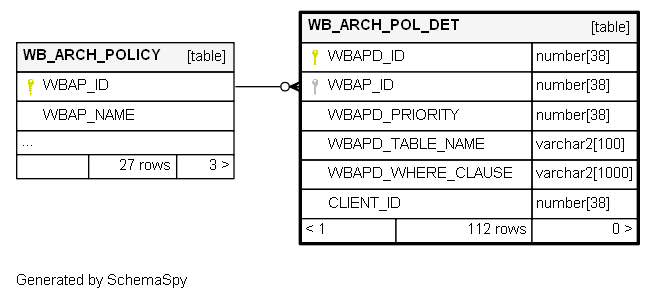 WB_ARCH_POLICY [table]
WBAP_ID
WBAP_NAME
...
27 rows 3 >
WB_ARCH_POL_DET [table]
WBAPD_ID number[38]
WBAP_ID number[38]
WBAPD_PRIORITY number[38]
WBAPD_TABLE_NAME varchar2[100]
WBAPD_WHERE_CLAUSE varchar2[1000]
CLIENT_ID number[38]
< 1 112 rows 0 >
Generated by SchemaSpy